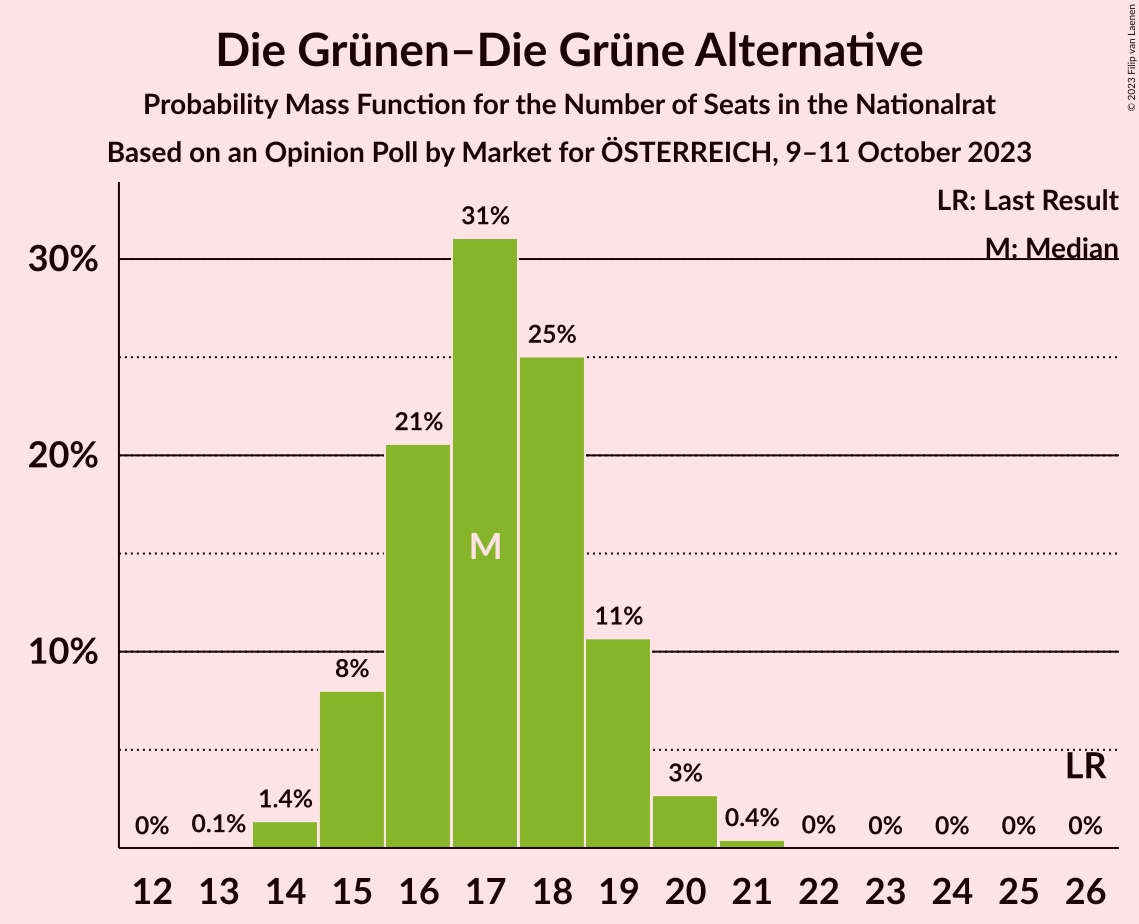 Die Grünen–Die Grüne Alternative
Probability Mass Function for the Number of Seats in the Nationalrat
Based on an Opinion Poll by Market for ÖSTERREICH, 9–11 October 2023
© 2023 Filip van Laenen
LR: Last Result
M: Median
30%
20%
10%
0%
0.1%
1.4%
8%
21%
31%
25%
11%
3%
0.4%
0%
0%
0%
0%
0%
M
LR
12 13 14 15 16 17 18 19 20 21 22 23 24 25 26